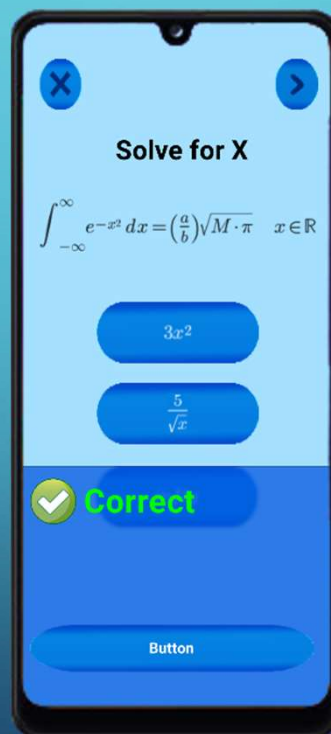 Solve for X
∫_{-∞}^{∞} e^{-x²} dx = (a/b)√(M·π)   x∈ℝ
3x²
5/√x
Correct
Button